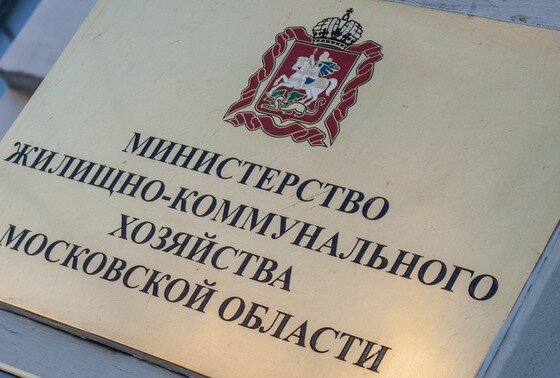 МИНИСТЕРСТВО
ЖИЛИЩНО-КОММУНАЛЬНОГО
ХОЗЯЙСТВА
МОСКОВСКОЙ ОБЛАСТИ